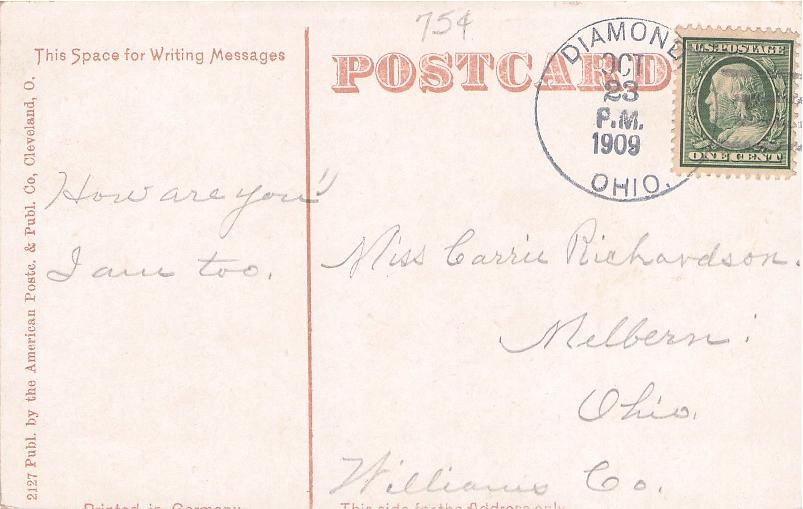 75¢
This Space for Writing Messages
POSTCARD
DIAMOND
OCT
23
P.M.
1909
OHIO.
U.S. POSTAGE
ONE CENT
2127 Publ. by the American Postc. & Publ. Co, Cleveland, O.
How are you"
I am too.
Miss Carrie Richardson.
Melbern.
Ohio.
Williams Co.
Printed in Germany
This side for the Address only